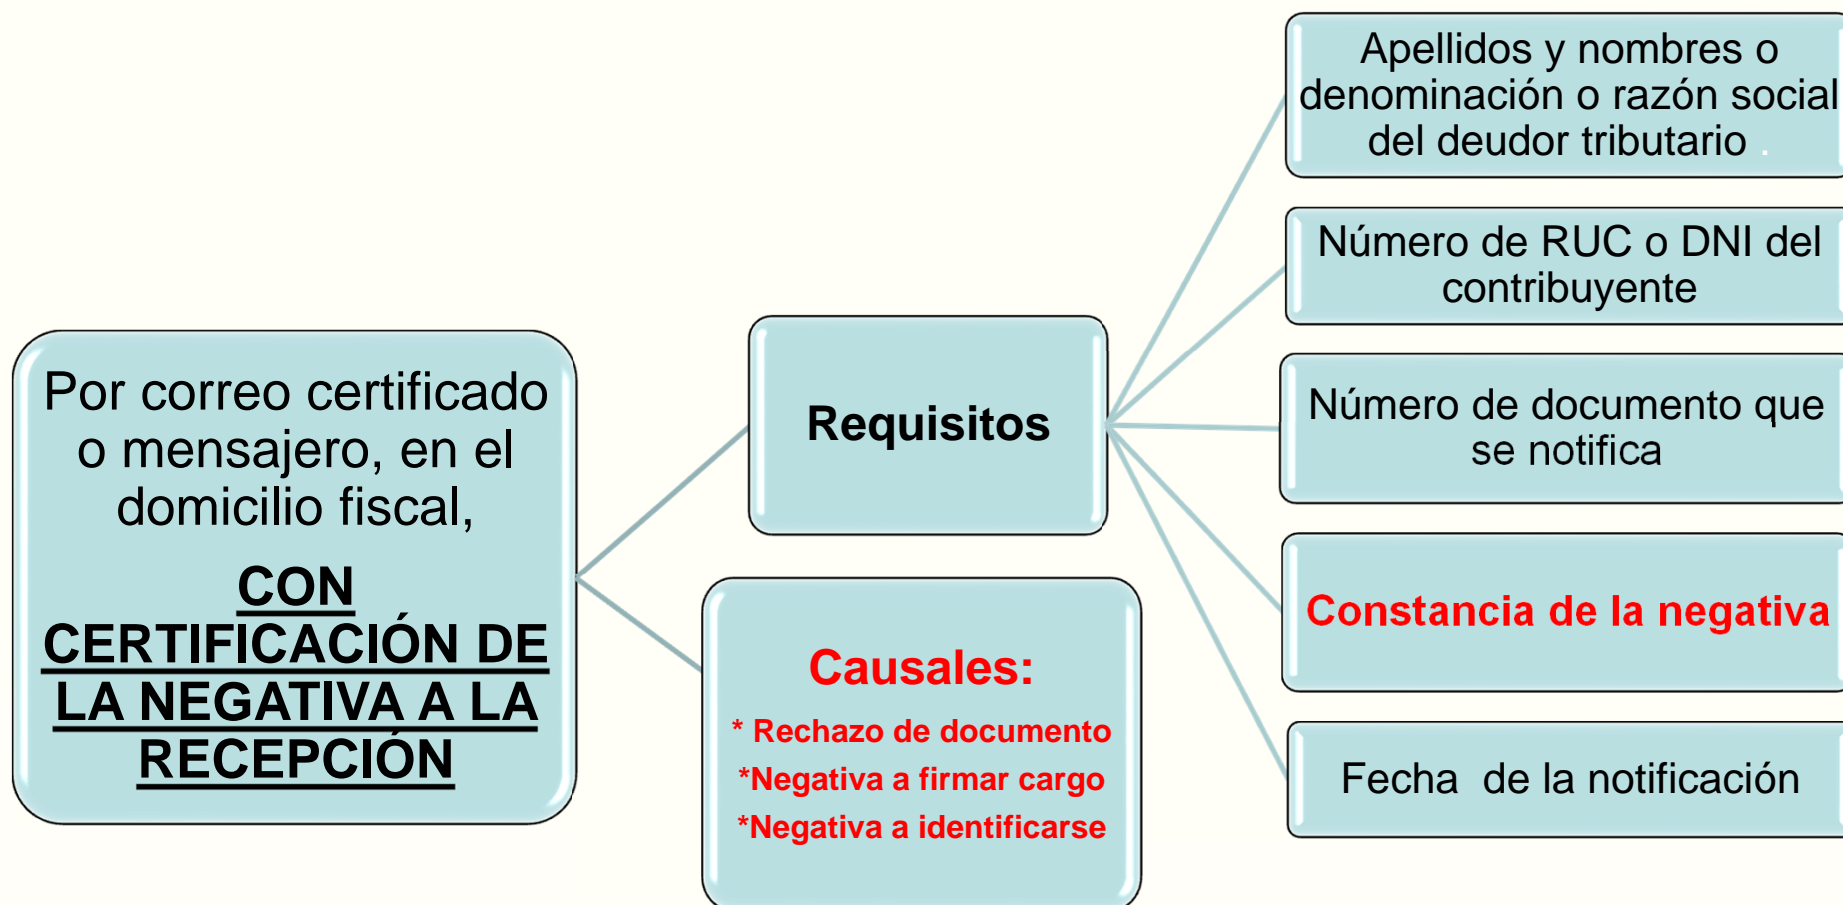 Por correo certificado
o mensajero, en el
domicilio fiscal,
CON
CERTIFICACIÓN DE
LA NEGATIVA A LA
RECEPCIÓN
Requisitos
Causales:
* Rechazo de documento
*Negativa a firmar cargo
*Negativa a identificarse
Apellidos y nombres o
denominación o razón social
del deudor tributario .
Número de RUC o DNI del
contribuyente
Número de documento que
se notifica
Constancia de la negativa
Fecha de la notificación